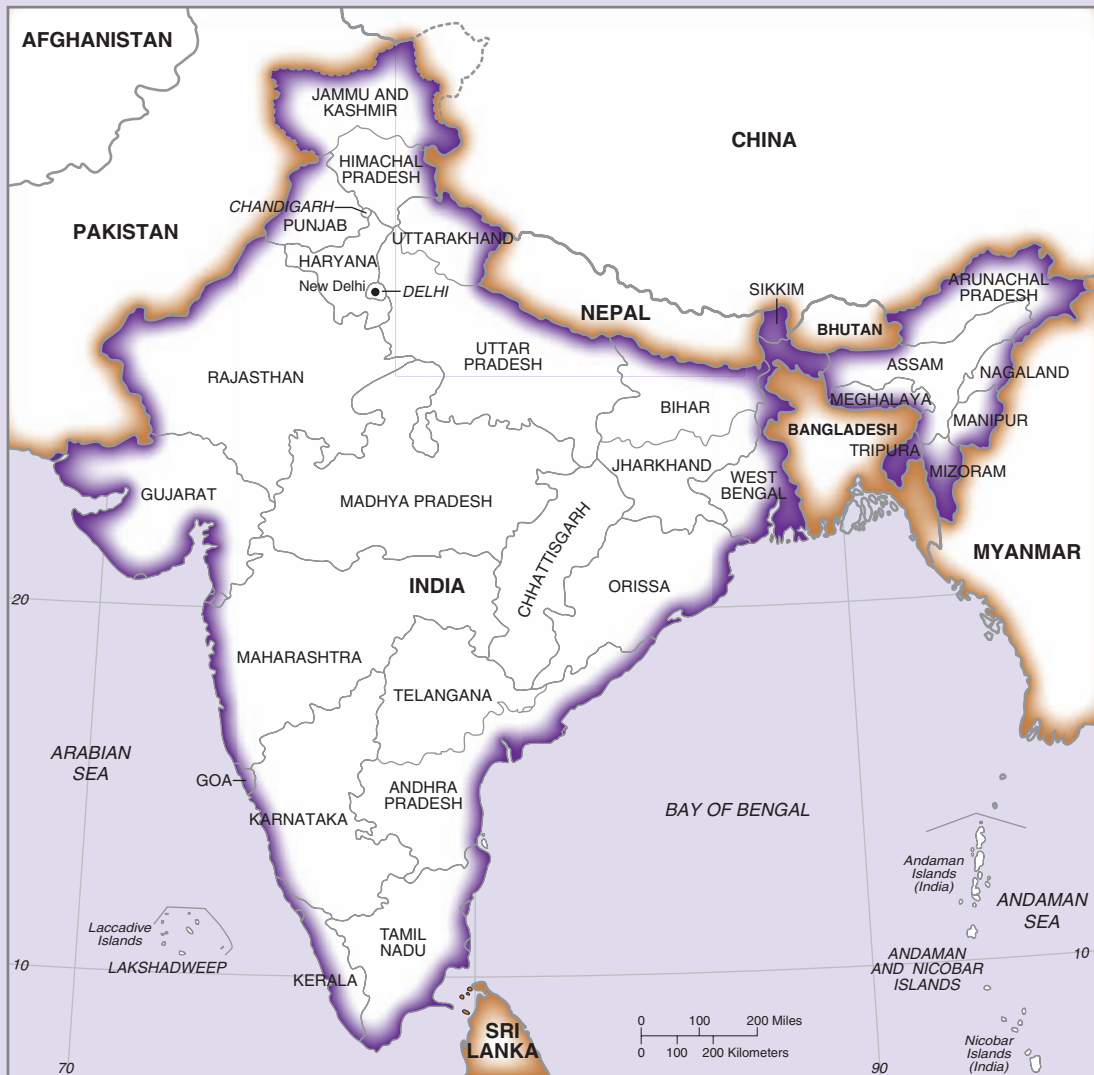 AFGHANISTAN
JAMMU AND
KASHMIR
CHINA
HIMACHAL
PRADESH
CHANDIGARH
PUNJAB
PAKISTAN
UTTARAKHAND
HARYANA
New Delhi
DELHI
SIKKIM
ARUNACHAL
PRADESH
NEPAL
BHUTAN
UTTAR
PRADESH
ASSAM
NAGALAND
RAJASTHAN
MEGHALAYA
BIHAR
BANGLADESH
MANIPUR
TRIPURA
JHARKHAND
MIZORAM
WEST
BENGAL
GUJARAT
MADHYA PRADESH
CHHATTISGARH
MYANMAR
INDIA
ORISSA
20
MAHARASHTRA
TELANGANA
ARABIAN
SEA
GOA
ANDHRA
PRADESH
BAY OF BENGAL
KARNATAKA
Andaman
Islands
(India)
ANDAMAN
SEA
Laccadive
Islands
LAKSHADWEEP
TAMIL
NADU
10
10
ANDAMAN
AND NICOBAR
ISLANDS
KERALA
SRI
LANKA
0 100 200 Miles
0 100 200 Kilometers
Nicobar
Islands
(India)
70
90